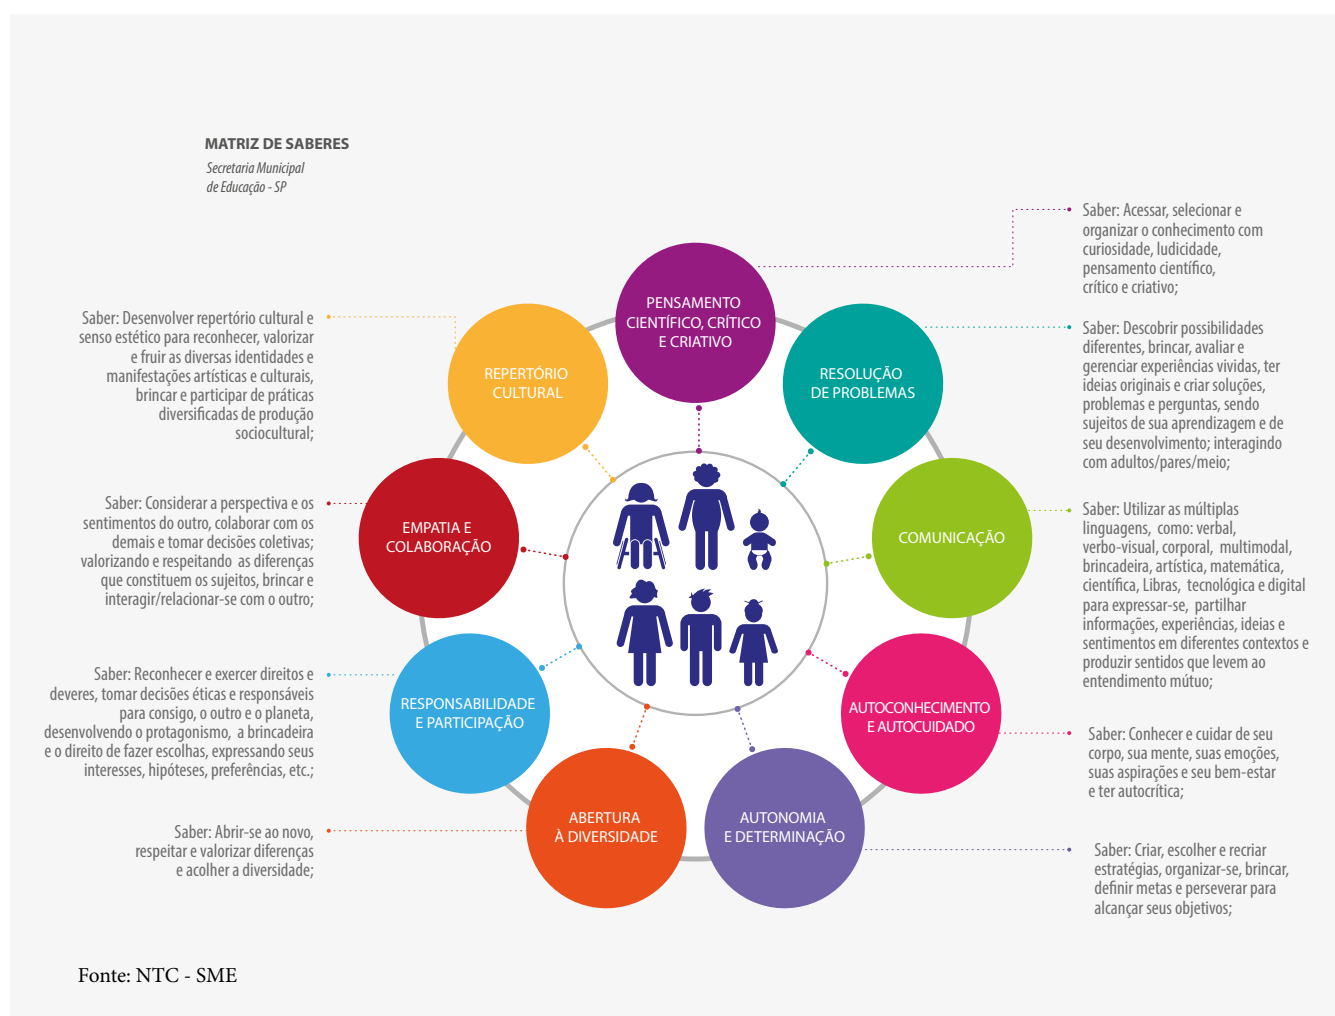 MATRIZ DE SABERES
Secretaria Municipal
de Educação - SP
PENSAMENTO
CIENTÍFICO, CRÍTICO
E CRIATIVO
Saber: Acessar, selecionar e
organizar o conhecimento com
curiosidade, ludicidade,
pensamento científico,
crítico e criativo;
RESOLUÇÃO
DE PROBLEMAS
Saber: Descobrir possibilidades
diferentes, brincar, avaliar e
gerenciar experiências vividas, ter
ideias originais e criar soluções,
problemas e perguntas, sendo
sujeitos de sua aprendizagem e de
seu desenvolvimento; interagindo
com adultos/pares/meio;
COMUNICAÇÃO
Saber: Utilizar as múltiplas
linguagens, como: verbal,
verbo-visual, corporal, multimodal,
brincadeira, artística, matemática,
científica, Libras, tecnológica e digital
para expressar-se, partilhar
informações, experiências, ideias e
sentimentos em diferentes contextos e
produzir sentidos que levem ao
entendimento mútuo;
AUTOCONHECIMENTO
E AUTOCUIDADO
Saber: Conhecer e cuidar de seu
corpo, sua mente, suas emoções,
suas aspirações e seu bem-estar
e ter autocrítica;
AUTONOMIA
E DETERMINAÇÃO
Saber: Criar, escolher e recriar
estratégias, organizar-se, brincar,
definir metas e perseverar para
alcançar seus objetivos;
ABERTURA
À DIVERSIDADE
Saber: Abrir-se ao novo,
respeitar e valorizar diferenças
e acolher a diversidade;
RESPONSABILIDADE
E PARTICIPAÇÃO
Saber: Reconhecer e exercer direitos e
deveres, tomar decisões éticas e responsáveis
para consigo, o outro e o planeta,
desenvolvendo o protagonismo, a brincadeira
e o direito de fazer escolhas, expressando seus
interesses, hipóteses, preferências, etc.;
EMPATIA E
COLABORAÇÃO
Saber: Considerar a perspectiva e os
sentimentos do outro, colaborar com os
demais e tomar decisões coletivas;
valorizando e respeitando as diferenças
que constituem os sujeitos, brincar e
interagir/relacionar-se com o outro;
REPERTÓRIO
CULTURAL
Saber: Desenvolver repertório cultural e
senso estético para reconhecer, valorizar
e fruir as diversas identidades e
manifestações artísticas e culturais,
brincar e participar de práticas
diversificadas de produção
sociocultural;
Fonte: NTC - SME